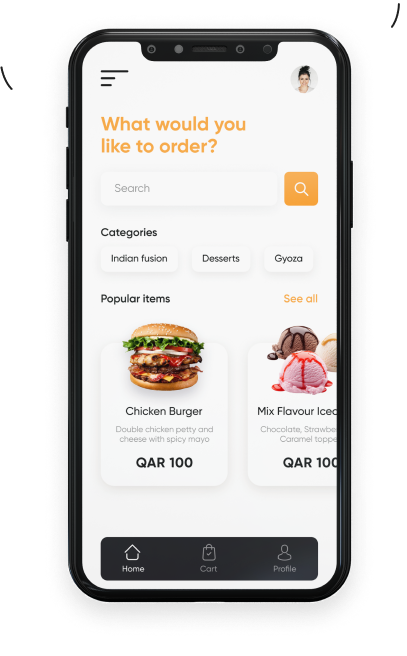 What would you
like to order?
Search
Categories
Indian fusion
Desserts
Gyoza
Popular items
See all
Chicken Burger
Double chicken petty and
cheese with spicy mayo
QAR 100
Mix Flavour Icec
Chocolate, Strawbe
Caramel toppe
QAR 100
Home
Cart
Profile